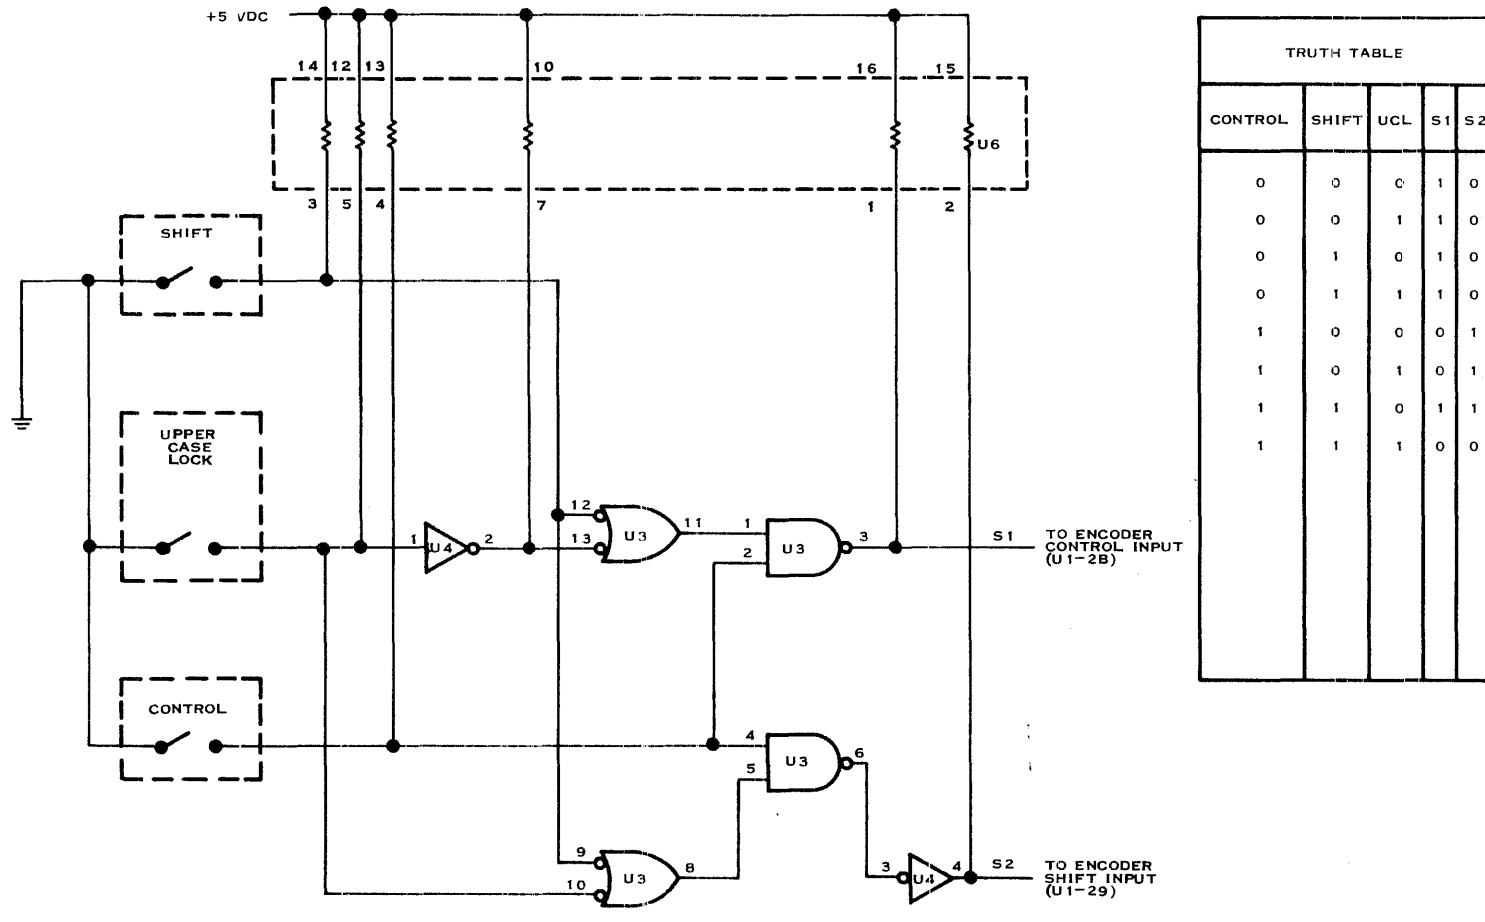 +5 VDC
14 12 13 10 16 15
U6
3 5 4 7 1 2
SHIFT
UPPER
CASE
LOCK
CONTROL
1 U4 2
12
13
U3
11
1
2
U3
3
S1
TO ENCODER
CONTROL INPUT
(U1-2B)
4
5
U3
6
9
10
U3
8
3 U4 4
S2
TO ENCODER
SHIFT INPUT
(U1-29)
TRUTH TABLE
CONTROL SHIFT UCL S1 S2
0 0 0 1 0
0 0 1 1 0
0 1 0 1 0
0 1 1 1 0
1 0 0 0 1
1 0 1 0 1
1 1 0 1 1
1 1 1 0 0